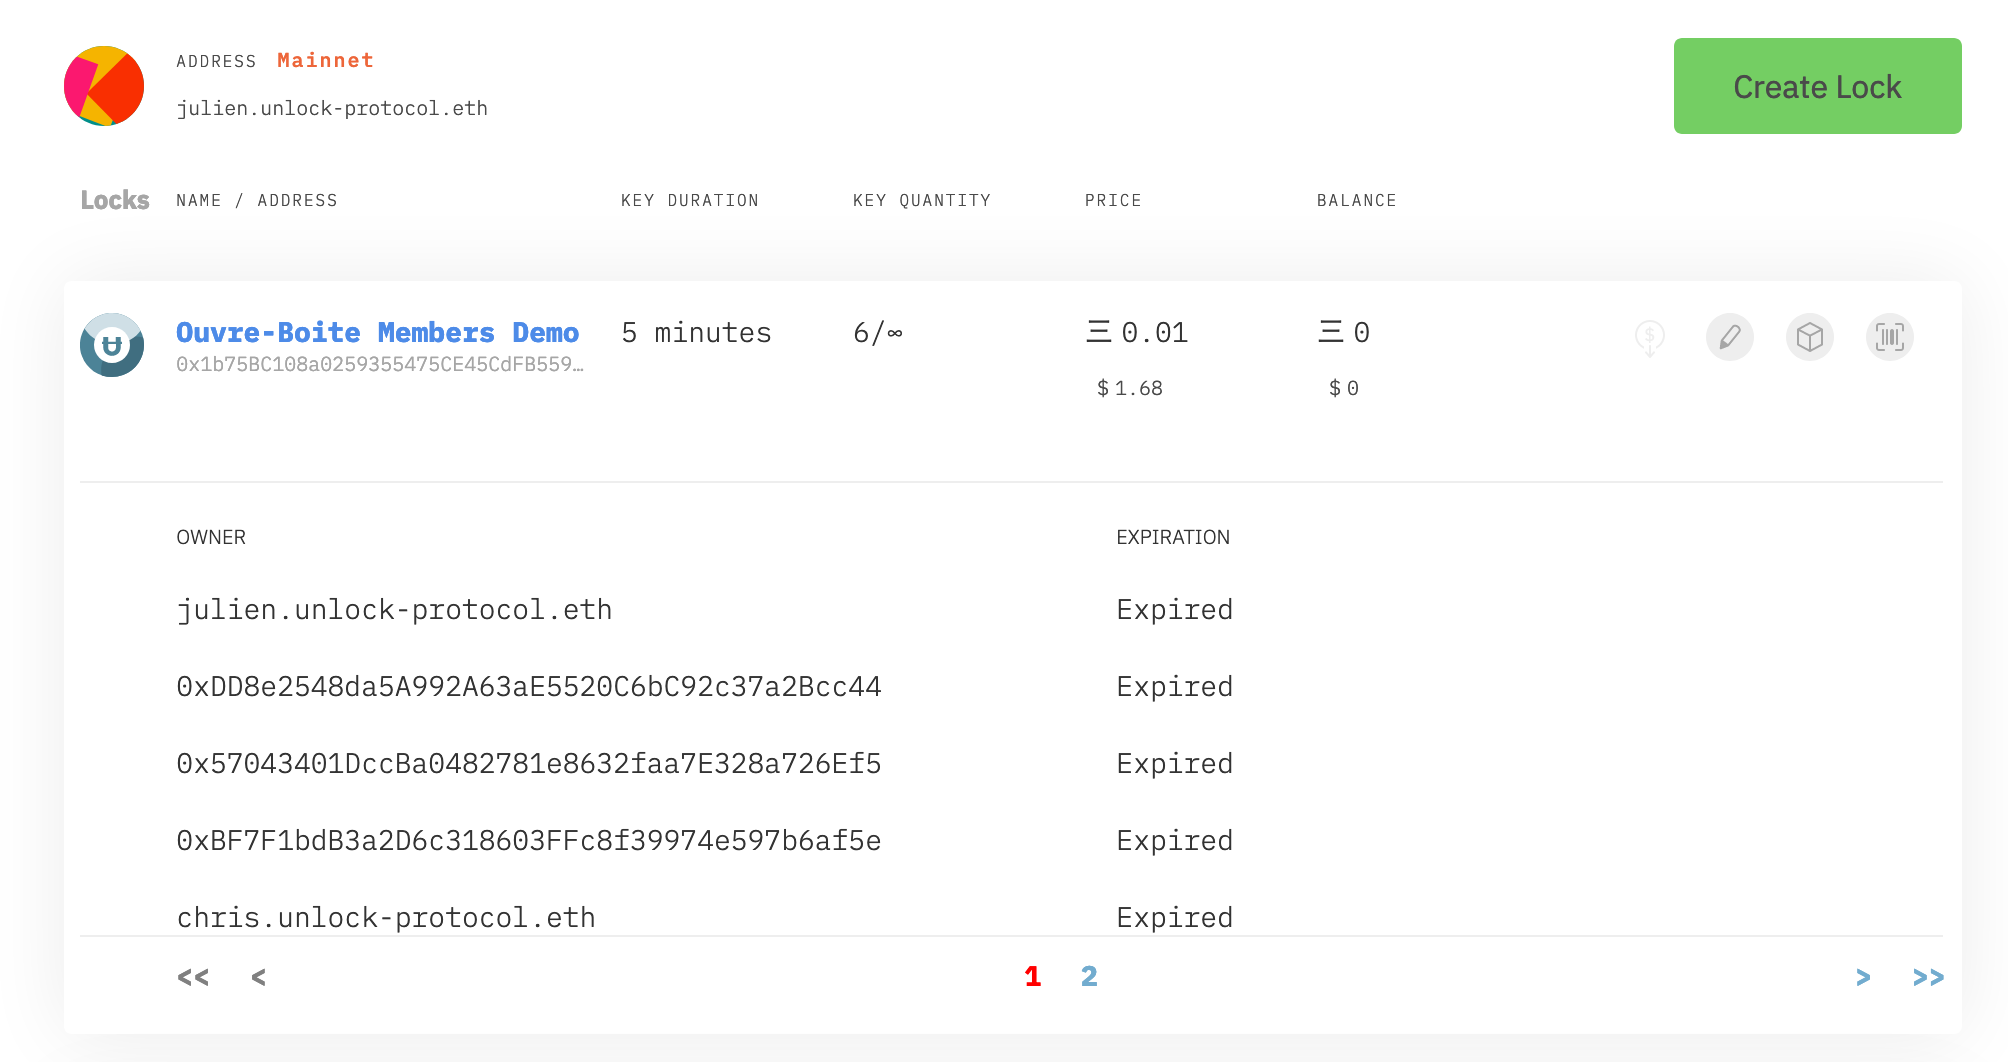 ADDRESS Mainnet
julien.unlock-protocol.eth
Create Lock
Locks NAME / ADDRESS KEY DURATION KEY QUANTITY PRICE BALANCE
Ouvre-Boite Members Demo 5 minutes 6/∞ 三 0.01 三 0
0x1b75BC108a0259355475CE45CdFB559…
$ 1.68 $ 0
OWNER EXPIRATION
julien.unlock-protocol.eth Expired
0xDD8e2548da5A992A63aE5520C6bC92c37a2Bcc44 Expired
0x57043401DccBa0482781e8632faa7E328a726Ef5 Expired
0xBF7F1bdB3a2D6c318603FFc8f39974e597b6af5e Expired
chris.unlock-protocol.eth Expired
<< < 1 2 > >>